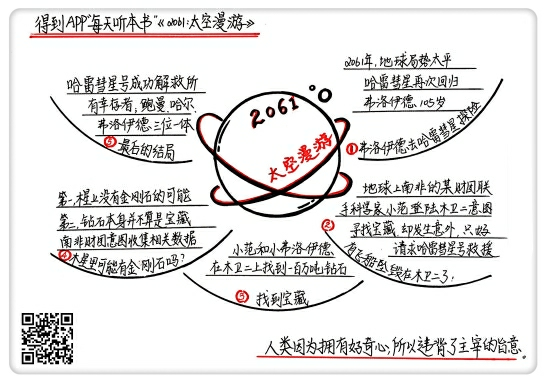 得到APP"每天听本书"《2061:太空漫游》
2061
太空漫游
2061年,地球局势太平
哈雷彗星再次回归
弗洛伊德 105岁
①弗洛伊德去哈雷彗星探险
地球上南非的某财团联
手科学家小范登陆木卫二意图
寻找宝藏,却发生意外,只好
请求哈雷彗星号救援
②有飞船坠毁在木卫二了!
小范和小弗洛伊德
在木卫二上找到一百万吨钻石
③找到宝藏
第一,没有金刚石的可能
第二,钻石本身并不算是宝藏
南非财团意图收集相关数据
④木星里可能有金刚石吗?
哈雷彗星号成功解救所
有幸存者,鲍曼、哈尔、
弗洛伊德三位一体
⑤最后的结局
人类因为拥有好奇心,所以违背了主宰的旨意.